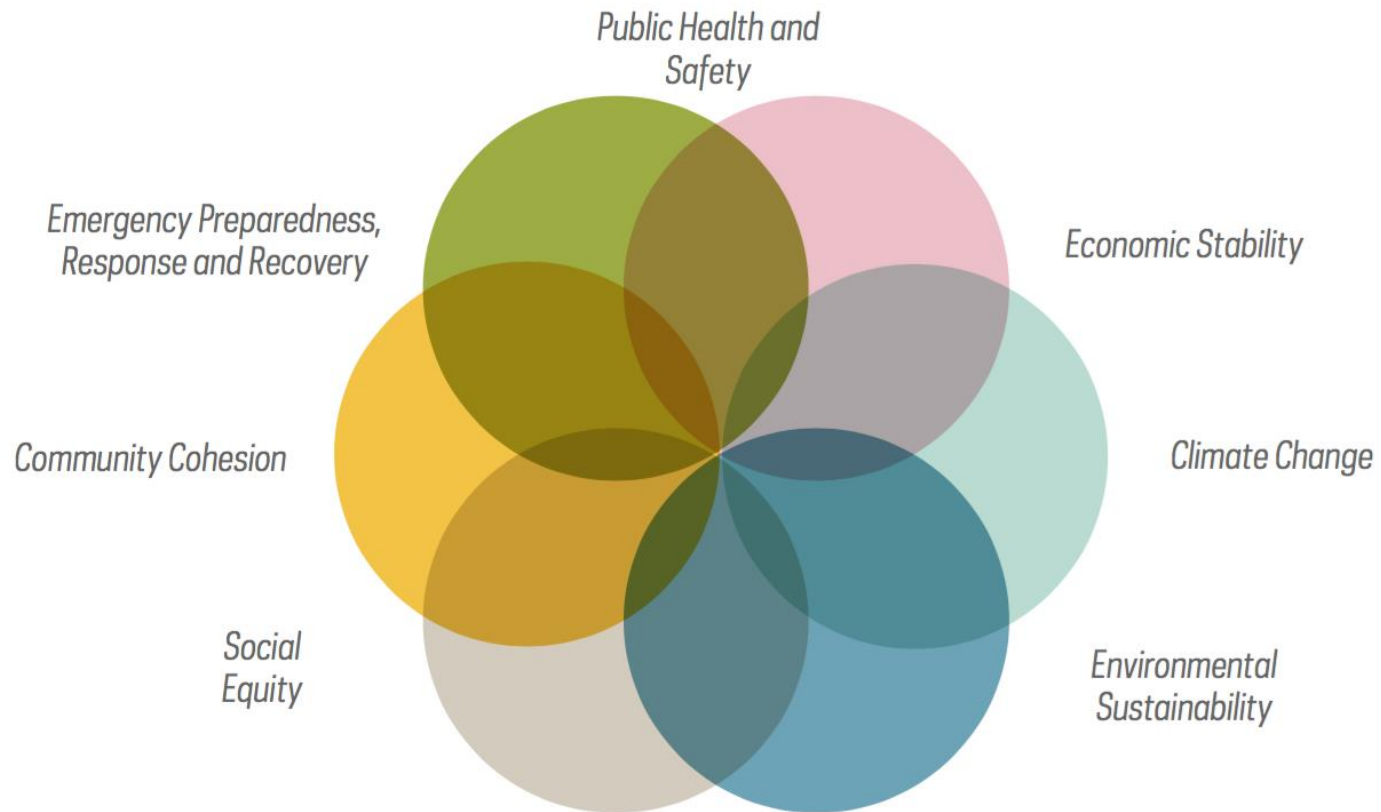 Public Health and
Safety
Emergency Preparedness,
Response and Recovery
Economic Stability
Community Cohesion
Climate Change
Social
Equity
Environmental
Sustainability